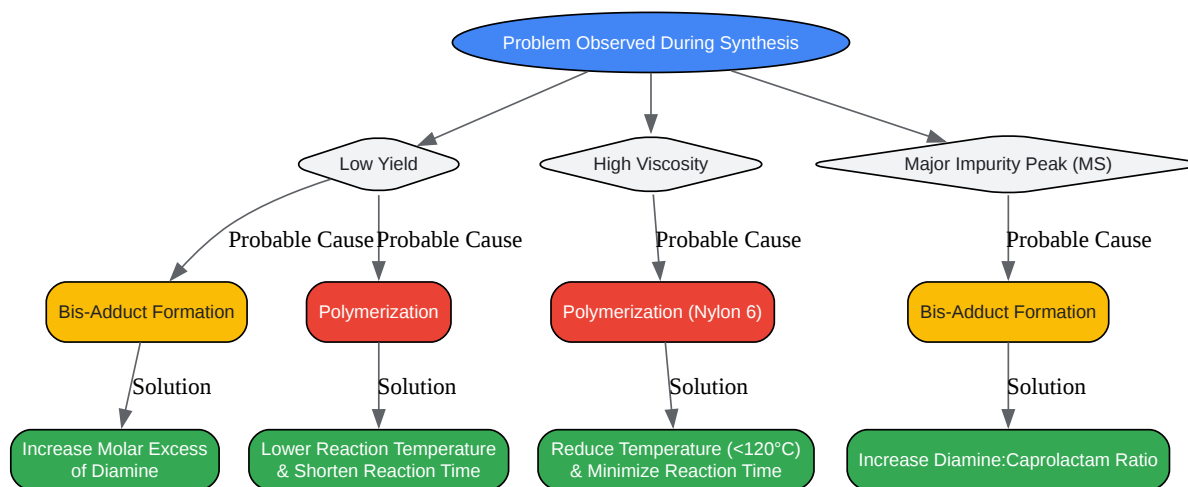 Problem Observed During Synthesis
Low Yield
High Viscosity
Major Impurity Peak (MS)
Probable Cause
Probable Cause
Probable Cause
Probable Cause
Bis-Adduct Formation
Polymerization
Polymerization (Nylon 6)
Bis-Adduct Formation
Solution
Solution
Solution
Solution
Increase Molar Excess
of Diamine
Lower Reaction Temperature
& Shorten Reaction Time
Reduce Temperature (<120°C)
& Minimize Reaction Time
Increase Diamine:Caprolactam Ratio